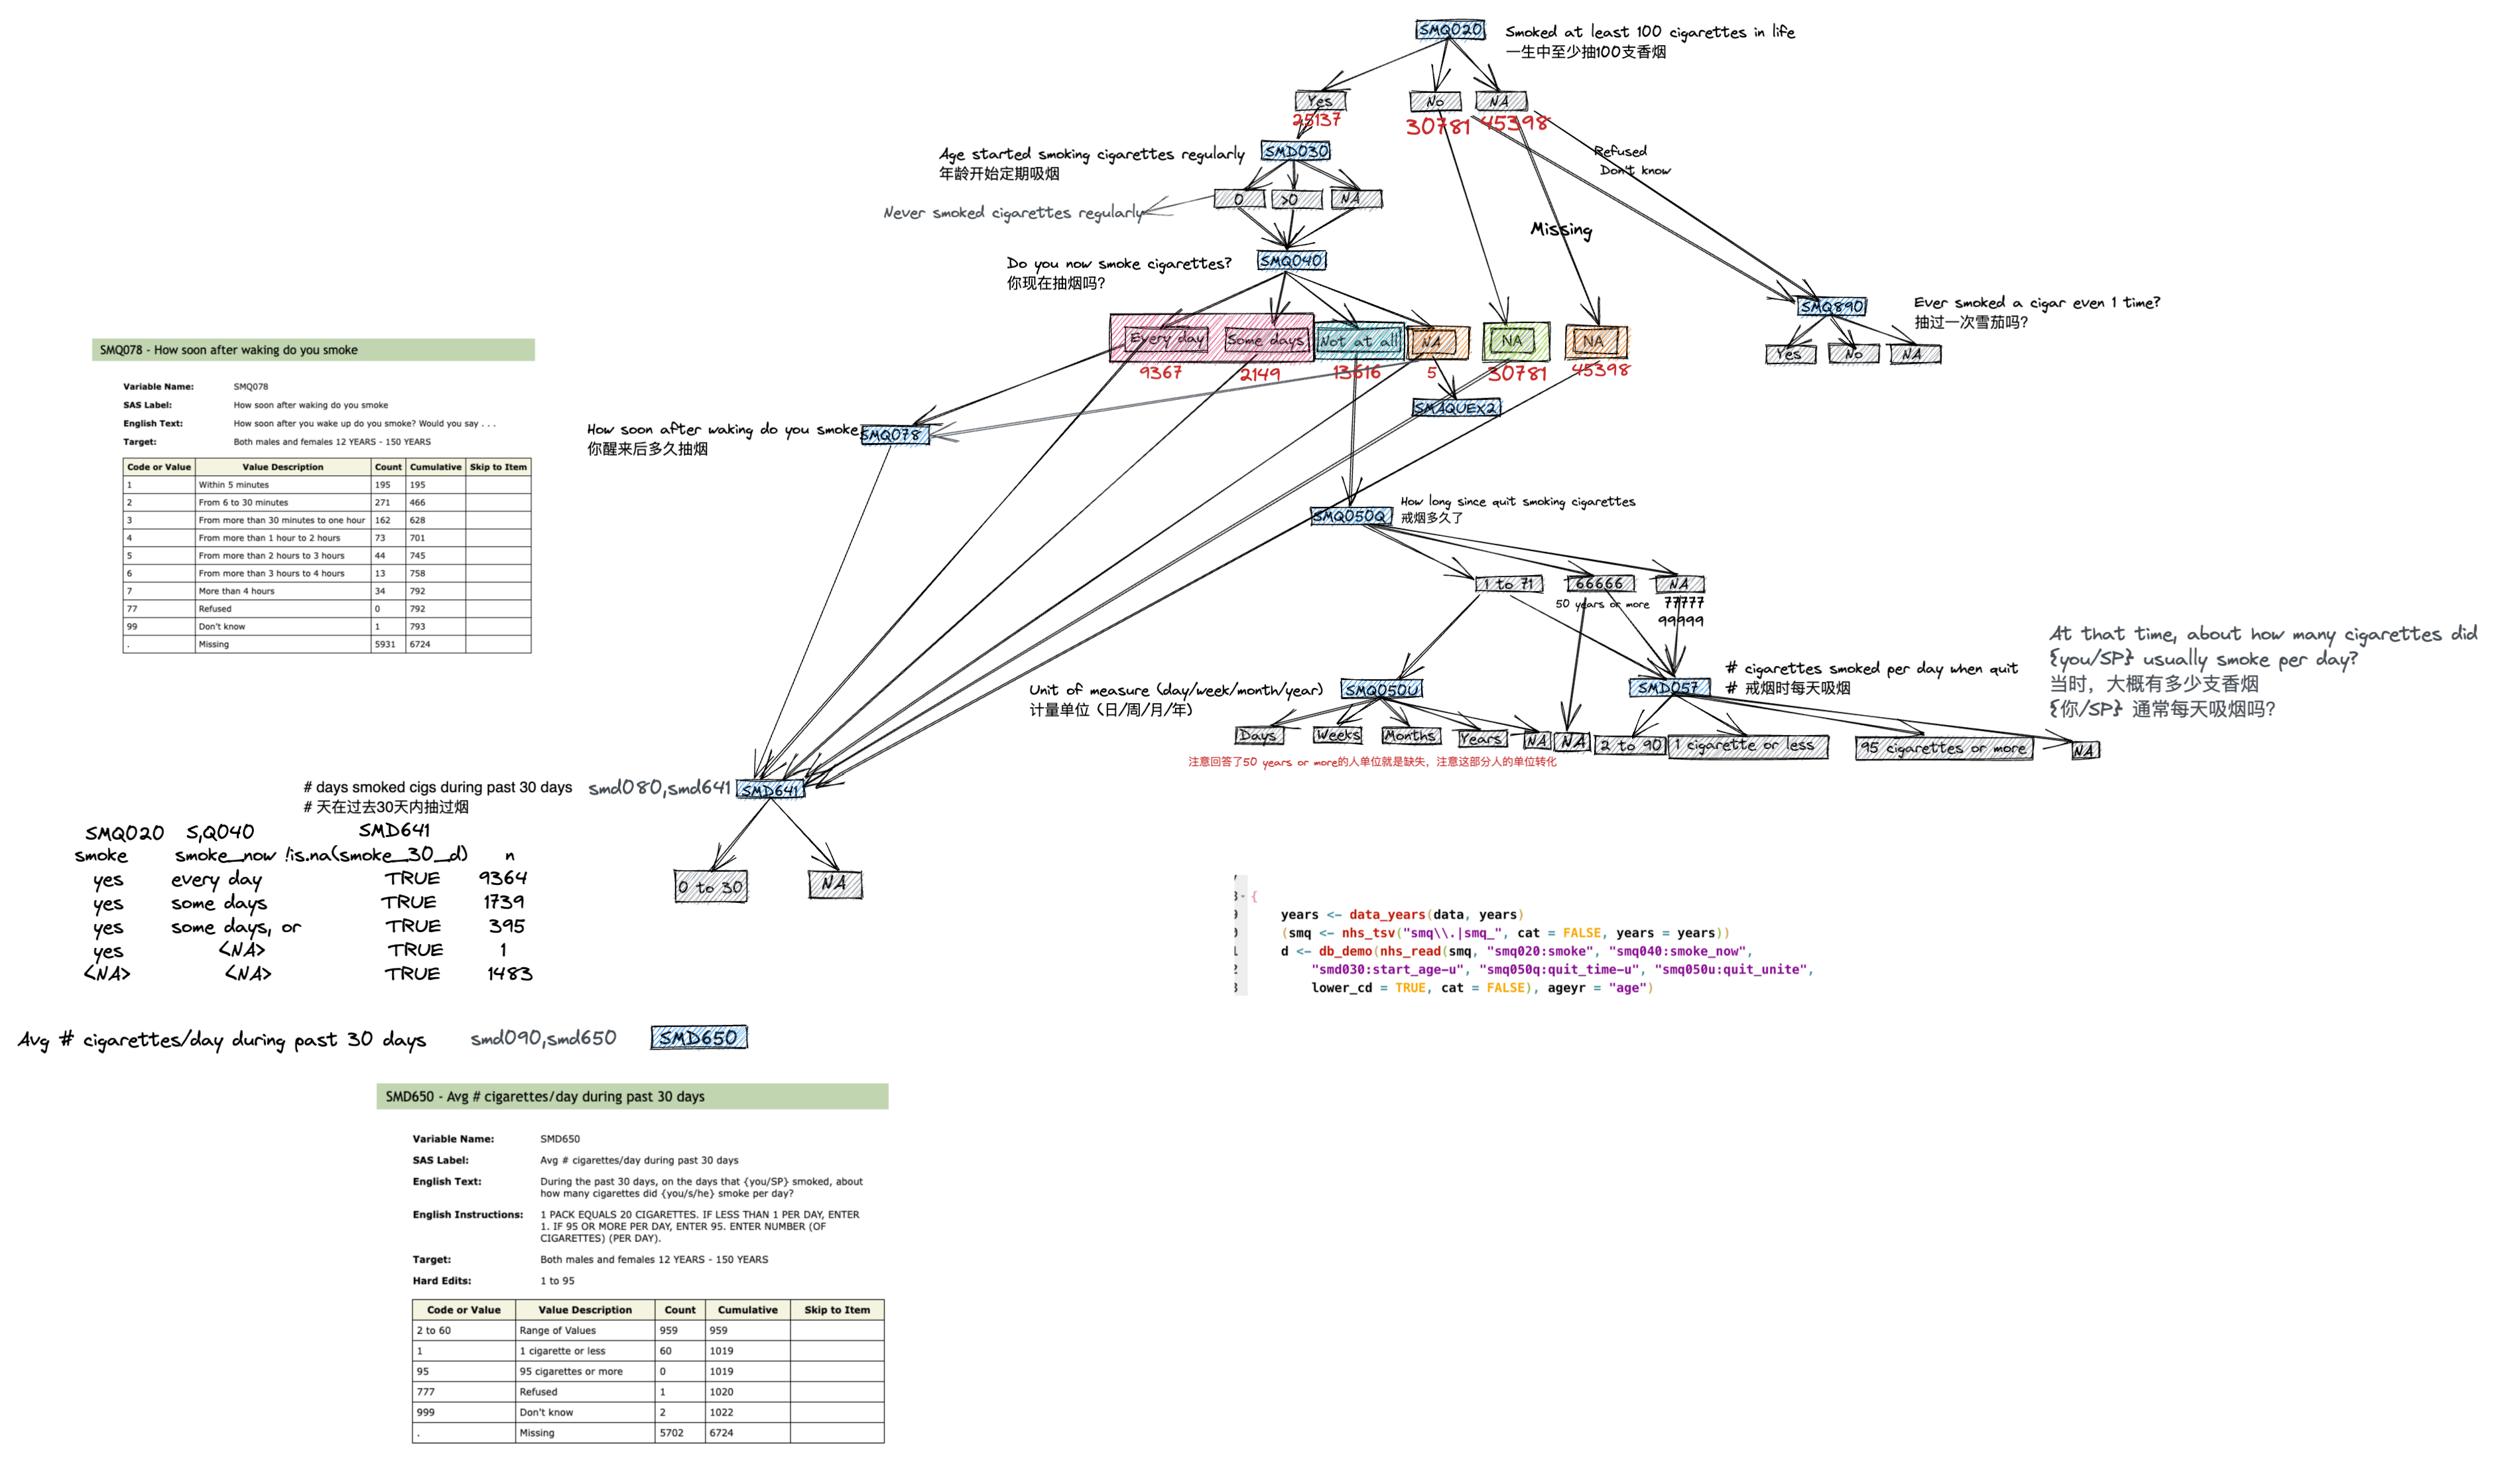 SMQ020
Smoked at least 100 cigarettes in life
一生中至少抽100支香烟
Yes
No
NA
25137
30781
45398
Refused
Don't know
SMD030
Age started smoking cigarettes regularly
年龄开始定期吸烟
0
>0
NA
Never smoked cigarettes regularly
Missing
SMQ040
Do you now smoke cigarettes?
你现在抽烟吗?
Every day
Some days
Not at all
NA
NA
NA
9367
2149
13616
5
30781
45398
SMQ890
Ever smoked a cigar even 1 time?
抽过一次雪茄吗?
Yes
No
NA
SMAQUEX2
SMQ078 - How soon after waking do you smoke
Variable Name: SMQ078
SAS Label: How soon after waking do you smoke
English Text: How soon after you wake up do you smoke? Would you say . . .
Target: Both males and females 12 YEARS - 150 YEARS
Code or Value Value Description Count Cumulative Skip to Item
1 Within 5 minutes 195 195
2 From 6 to 30 minutes 271 466
3 From more than 30 minutes to one hour 162 628
4 From more than 1 hour to 2 hours 73 701
5 From more than 2 hours to 3 hours 44 745
6 From more than 3 hours to 4 hours 13 758
7 More than 4 hours 34 792
77 Refused 0 792
99 Don't know 1 793
. Missing 5931 6724
How soon after waking do you smoke
你醒来后多久抽烟
SMQ078
How long since quit smoking cigarettes
戒烟多久了
SMQ050Q
1 to 71
66666
NA
50 years or more
77777
99999
Unit of measure (day/week/month/year)
计量单位（日/周/月/年）
SMQ050U
Days
Weeks
Months
Years
NA
NA
注意回答了50 years or more的人单位就是缺失，注意这部分人的单位转化
SMD057
# cigarettes smoked per day when quit
# 戒烟时每天吸烟
2 to 90
1 cigarette or less
95 cigarettes or more
NA
At that time, about how many cigarettes did
{you/SP} usually smoke per day?
当时，大概有多少支香烟
{你/SP} 通常每天吸烟吗?
# days smoked cigs during past 30 days
# 天在过去30天内抽过烟
smd080,smd641
SMD641
0 to 30
NA
SMQ020 S,Q040 SMD641
smoke smoke_now !is.na(smoke_30_d) n
yes every day TRUE 9364
yes some days TRUE 1739
yes some days, or TRUE 395
yes <NA> TRUE 1
<NA> <NA> TRUE 1483
{
years <- data_years(data, years)
(smq <- nhs_tsv("smq\\.|smq_", cat = FALSE, years = years))
d <- db_demo(nhs_read(smq, "smq020:smoke", "smq040:smoke_now",
"smd030:start_age-u", "smq050q:quit_time-u", "smq050u:quit_unite",
lower_cd = TRUE, cat = FALSE), ageyr = "age")
Avg # cigarettes/day during past 30 days
smd090,smd650
SMD650
SMD650 - Avg # cigarettes/day during past 30 days
Variable Name: SMD650
SAS Label: Avg # cigarettes/day during past 30 days
English Text: During the past 30 days, on the days that {you/SP} smoked, about
how many cigarettes did {you/s/he} smoke per day?
English Instructions: 1 PACK EQUALS 20 CIGARETTES. IF LESS THAN 1 PER DAY, ENTER
1. IF 95 OR MORE PER DAY, ENTER 95. ENTER NUMBER (OF
CIGARETTES) (PER DAY).
Target: Both males and females 12 YEARS - 150 YEARS
Hard Edits: 1 to 95
Code or Value Value Description Count Cumulative Skip to Item
2 to 60 Range of Values 959 959
1 1 cigarette or less 60 1019
95 95 cigarettes or more 0 1019
777 Refused 1 1020
999 Don't know 2 1022
. Missing 5702 6724